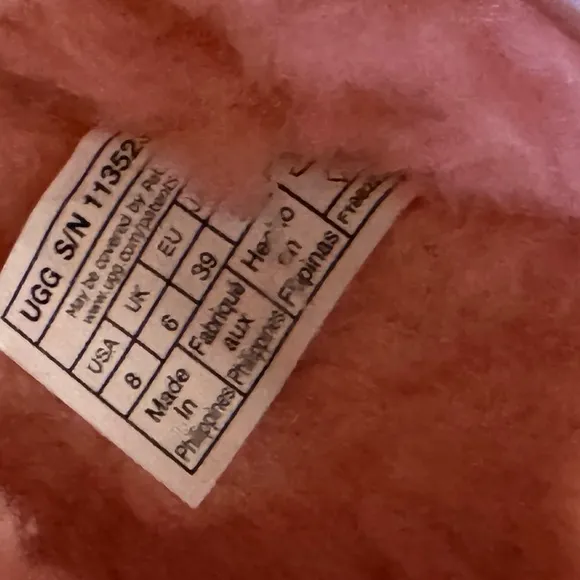 UGG S/N 11352
May be covered by Pat.
www.ugg.com/patents
USA UK EU
8 6 39
Made in Philippines
Fabriqué aux Philippines
Hecho en Filipinas